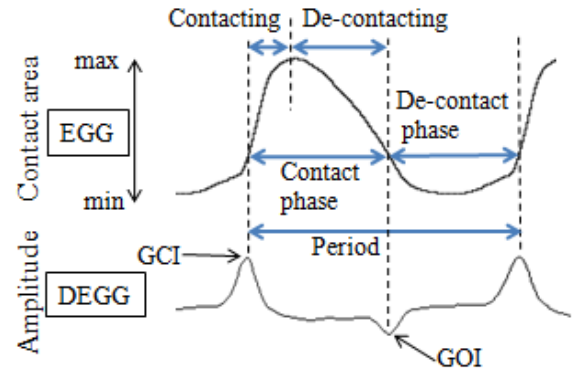 Contacting
De-contacting
max
De-contact
phase
Contact area
EGG
Contact
phase
min
Period
GCI
Amplitude
DEGG
GOI